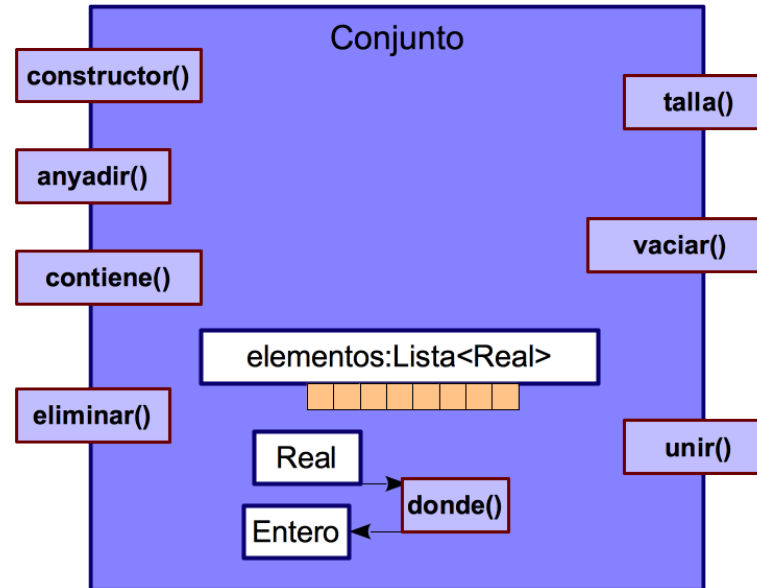 Conjunto
constructor()
talla()
anyadir()
vaciar()
contiene()
elementos:Lista<Real>
eliminar()
unir()
Real
donde()
Entero